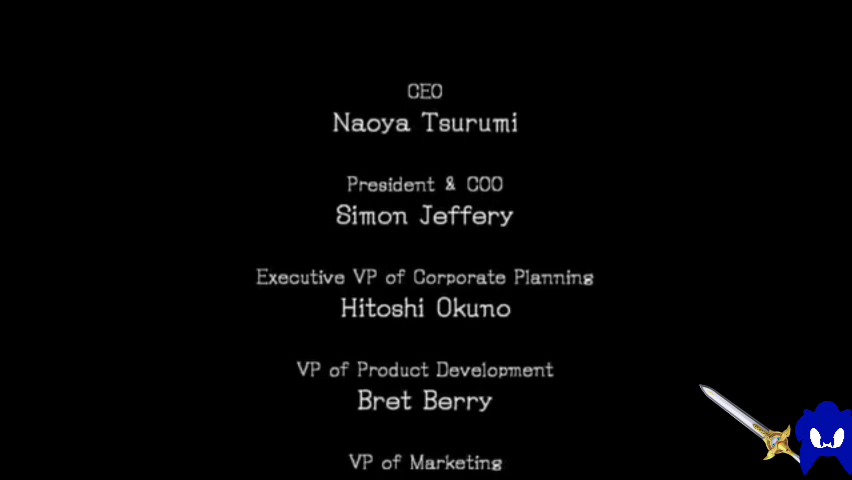 CEO
Naoya Tsurumi
President & COO
Simon Jeffery
Executive VP of Corporate Planning
Hitoshi Okuno
VP of Product Development
Bret Berry
VP of Marketing